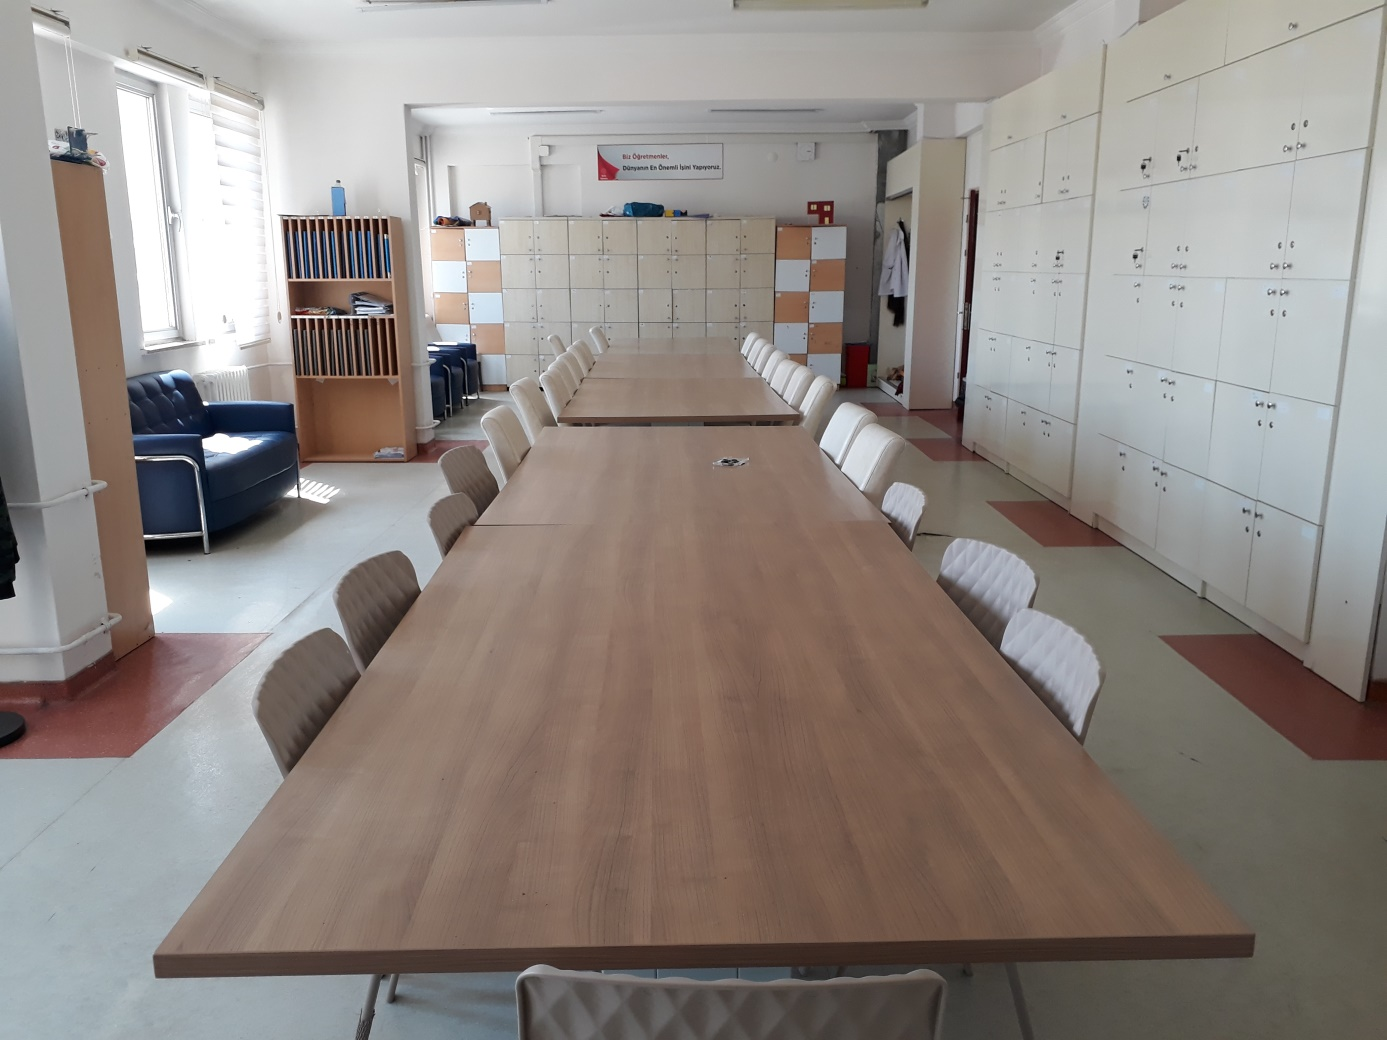 Biz Öğretmenler,
Dünyanın En Önemli İşini Yapıyoruz.